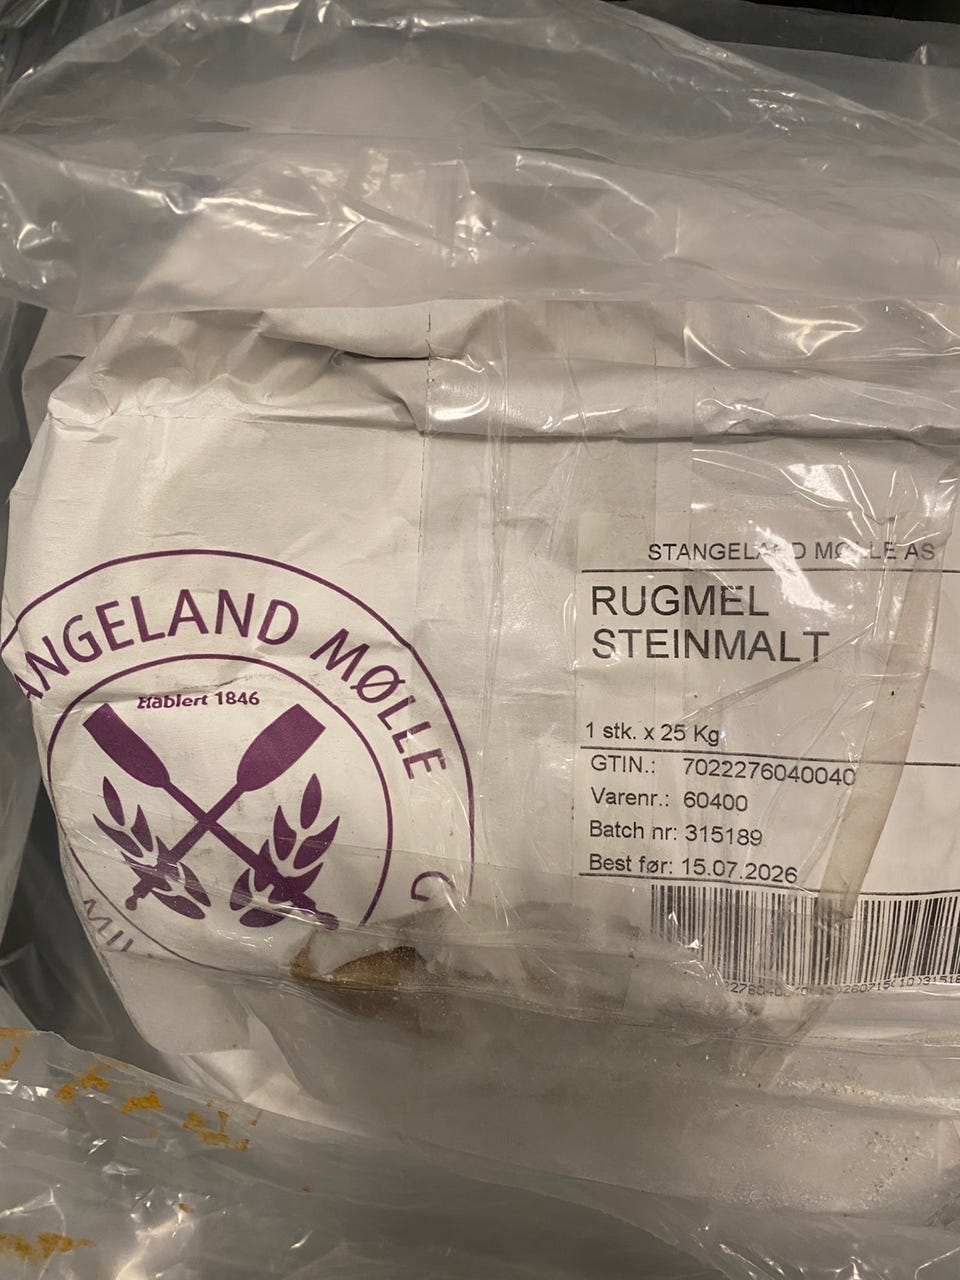 STANGELAND MØLLE AS
RUGMEL
STEINMALT
1 stk. x 25 Kg
GTIN.: 7022276040040
Varenr.: 60400
Batch nr: 315189
Best før: 15.07.2026
ANGELAND MØLLE
Etablert 1846